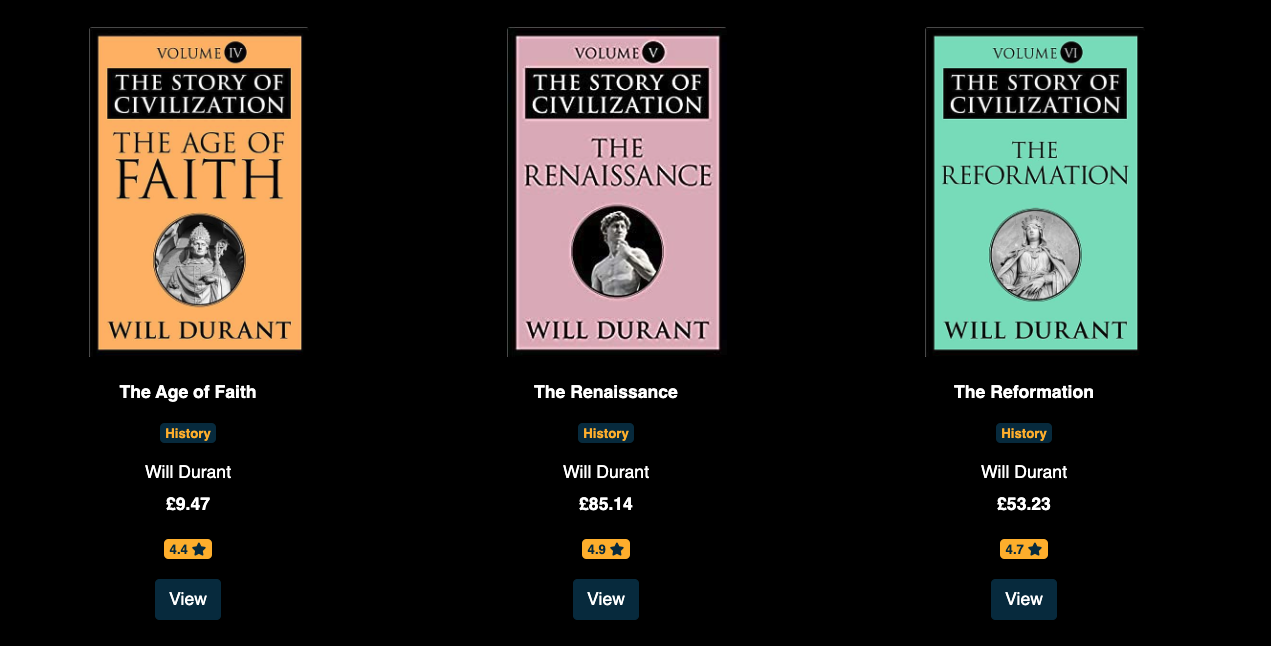 VOLUME IV
THE STORY OF
CIVILIZATION
THE AGE OF
FAITH
WILL DURANT
VOLUME V
THE STORY OF
CIVILIZATION
THE
RENAISSANCE
WILL DURANT
VOLUME VI
THE STORY OF
CIVILIZATION
THE
REFORMATION
WILL DURANT
The Age of Faith
History
Will Durant
£9.47
4.4
View
The Renaissance
History
Will Durant
£85.14
4.9
View
The Reformation
History
Will Durant
£53.23
4.7
View